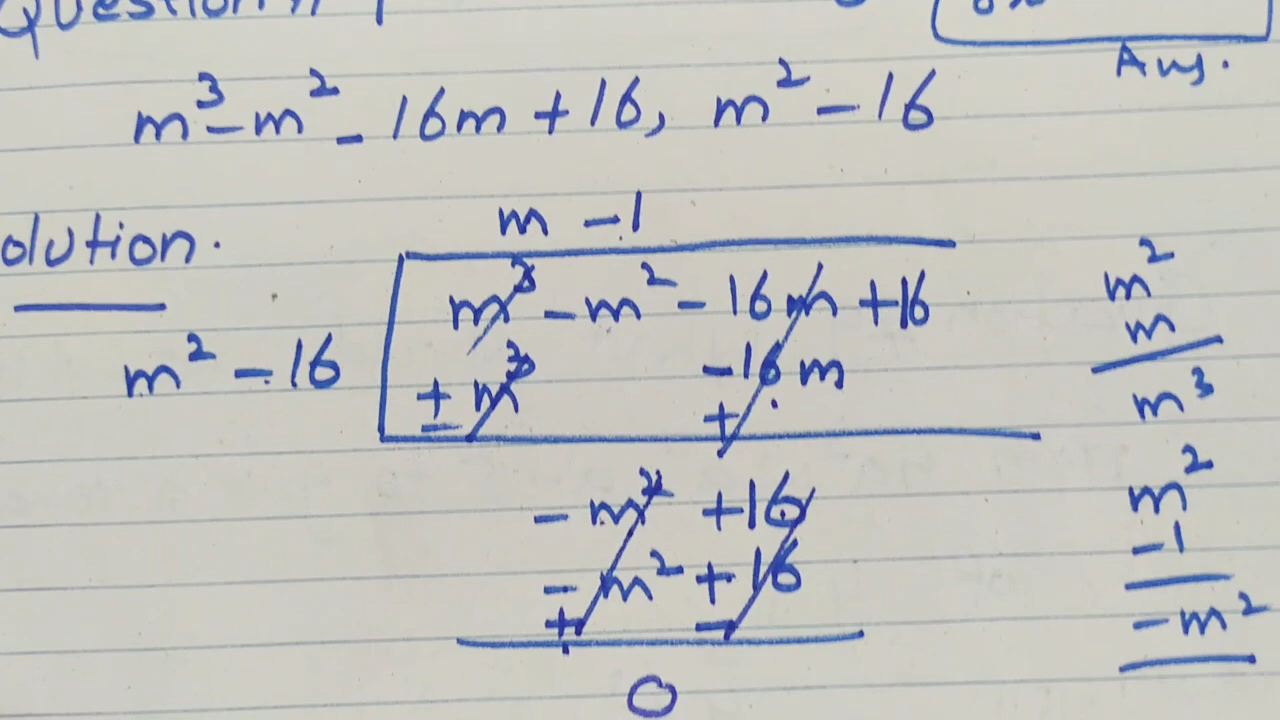 Question
Ans.
m³ - m² - 16m + 16, m² - 16
olution.
m - 1
m² - 16
m³ - m² - 16m + 16
+ m³ - 16m
- +
- m² + 16
- m² + 16
+ -
0
m²
m
m³
m²
-1
-m²